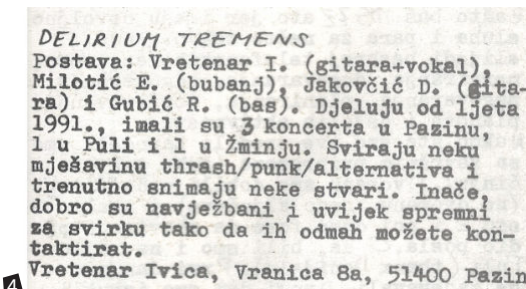 DELIRIUM TREMENS
Postava: Vretenar I. (gitara+vokal),
Milotić E. (bubanj), Jakovčić D. (gita-
ra) i Gubić R. (bas). Djeluju od ljeta
1991., imali su 3 koncerta u Pazinu,
l u Puli i l u Žminju. Sviraju neku
mješavinu thrash/punk/alternativa i
trenutno snimaju neke stvari. Inače,
dobro su navježbani i uvijek spremni
za svirku tako da ih odmah možete kon-
taktirat.
Vretenar Ivica, Vranica 8a, 51400 Pazin
4